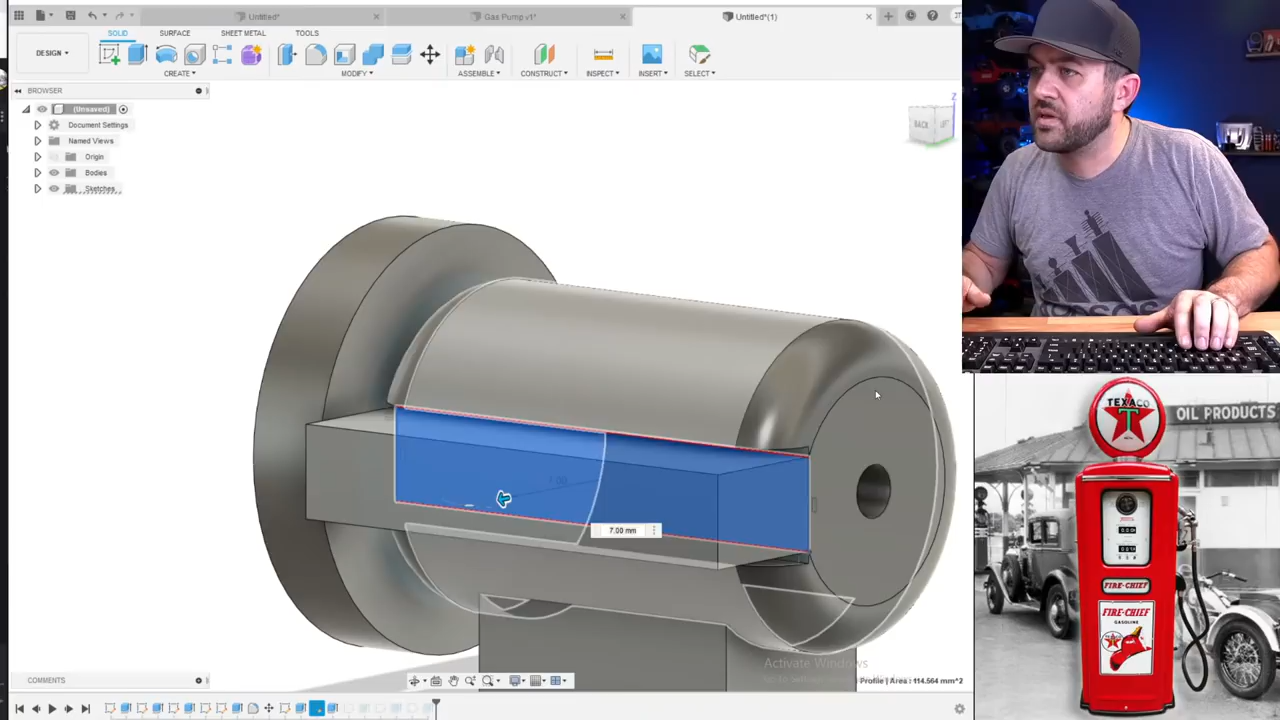 Untitled*
Gas Pump v1*
Untitled*(1)
SOLID
SURFACE
SHEET METAL
TOOLS
DESIGN
CREATE
MODIFY
ASSEMBLE
CONSTRUCT
INSPECT
INSERT
SELECT
BROWSER
(Unsaved)
Document Settings
Named Views
Origin
Bodies
Sketches
Z
BACK
LEFT
7.00 mm
Activate Windows
Profile | Area : 114.564 mm^2
COMMENTS
TEXACO
T
OIL PRODUCTS
FIRE-CHIEF
FIRE-CHIEF
GASOLINE